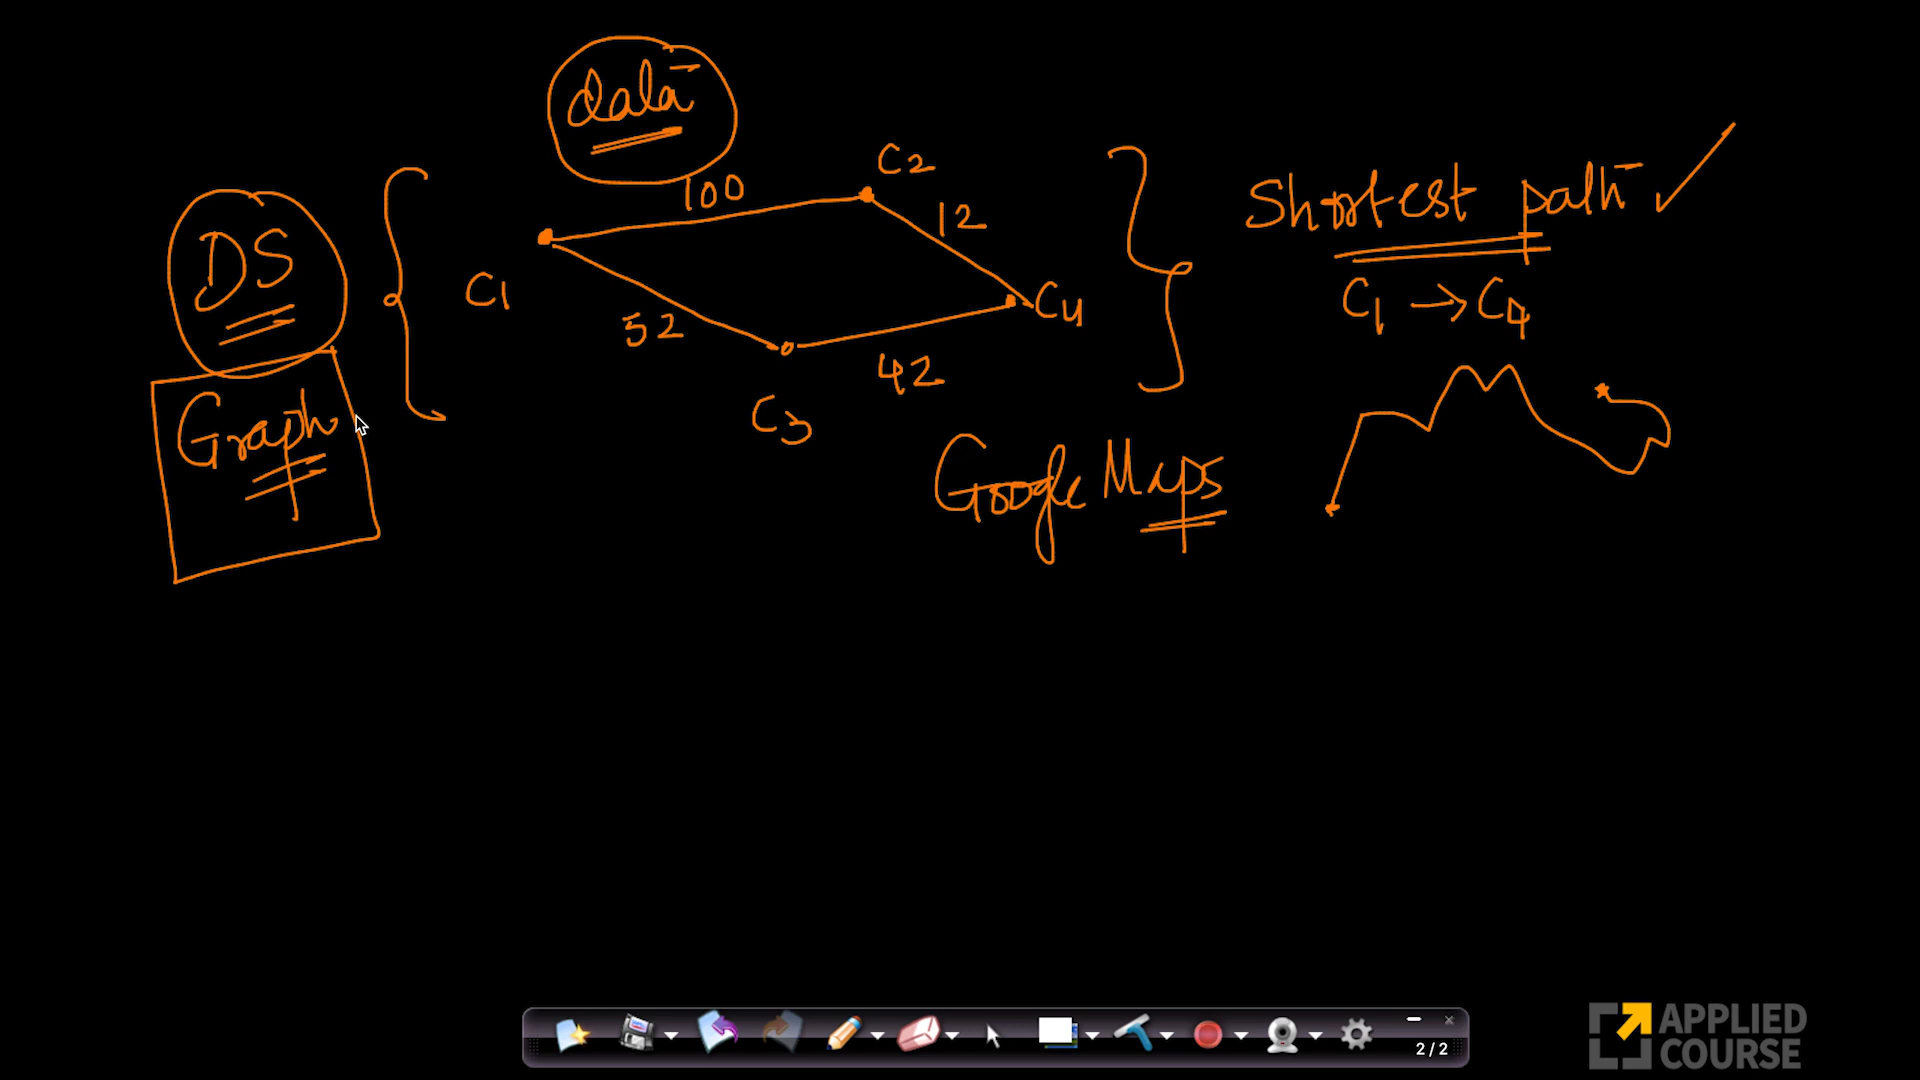 data
C2
100
12
Shortest path
DS
C1
C4
C1 → C4
52
42
Graph
C3
Google Maps
2/2
APPLIED
COURSE